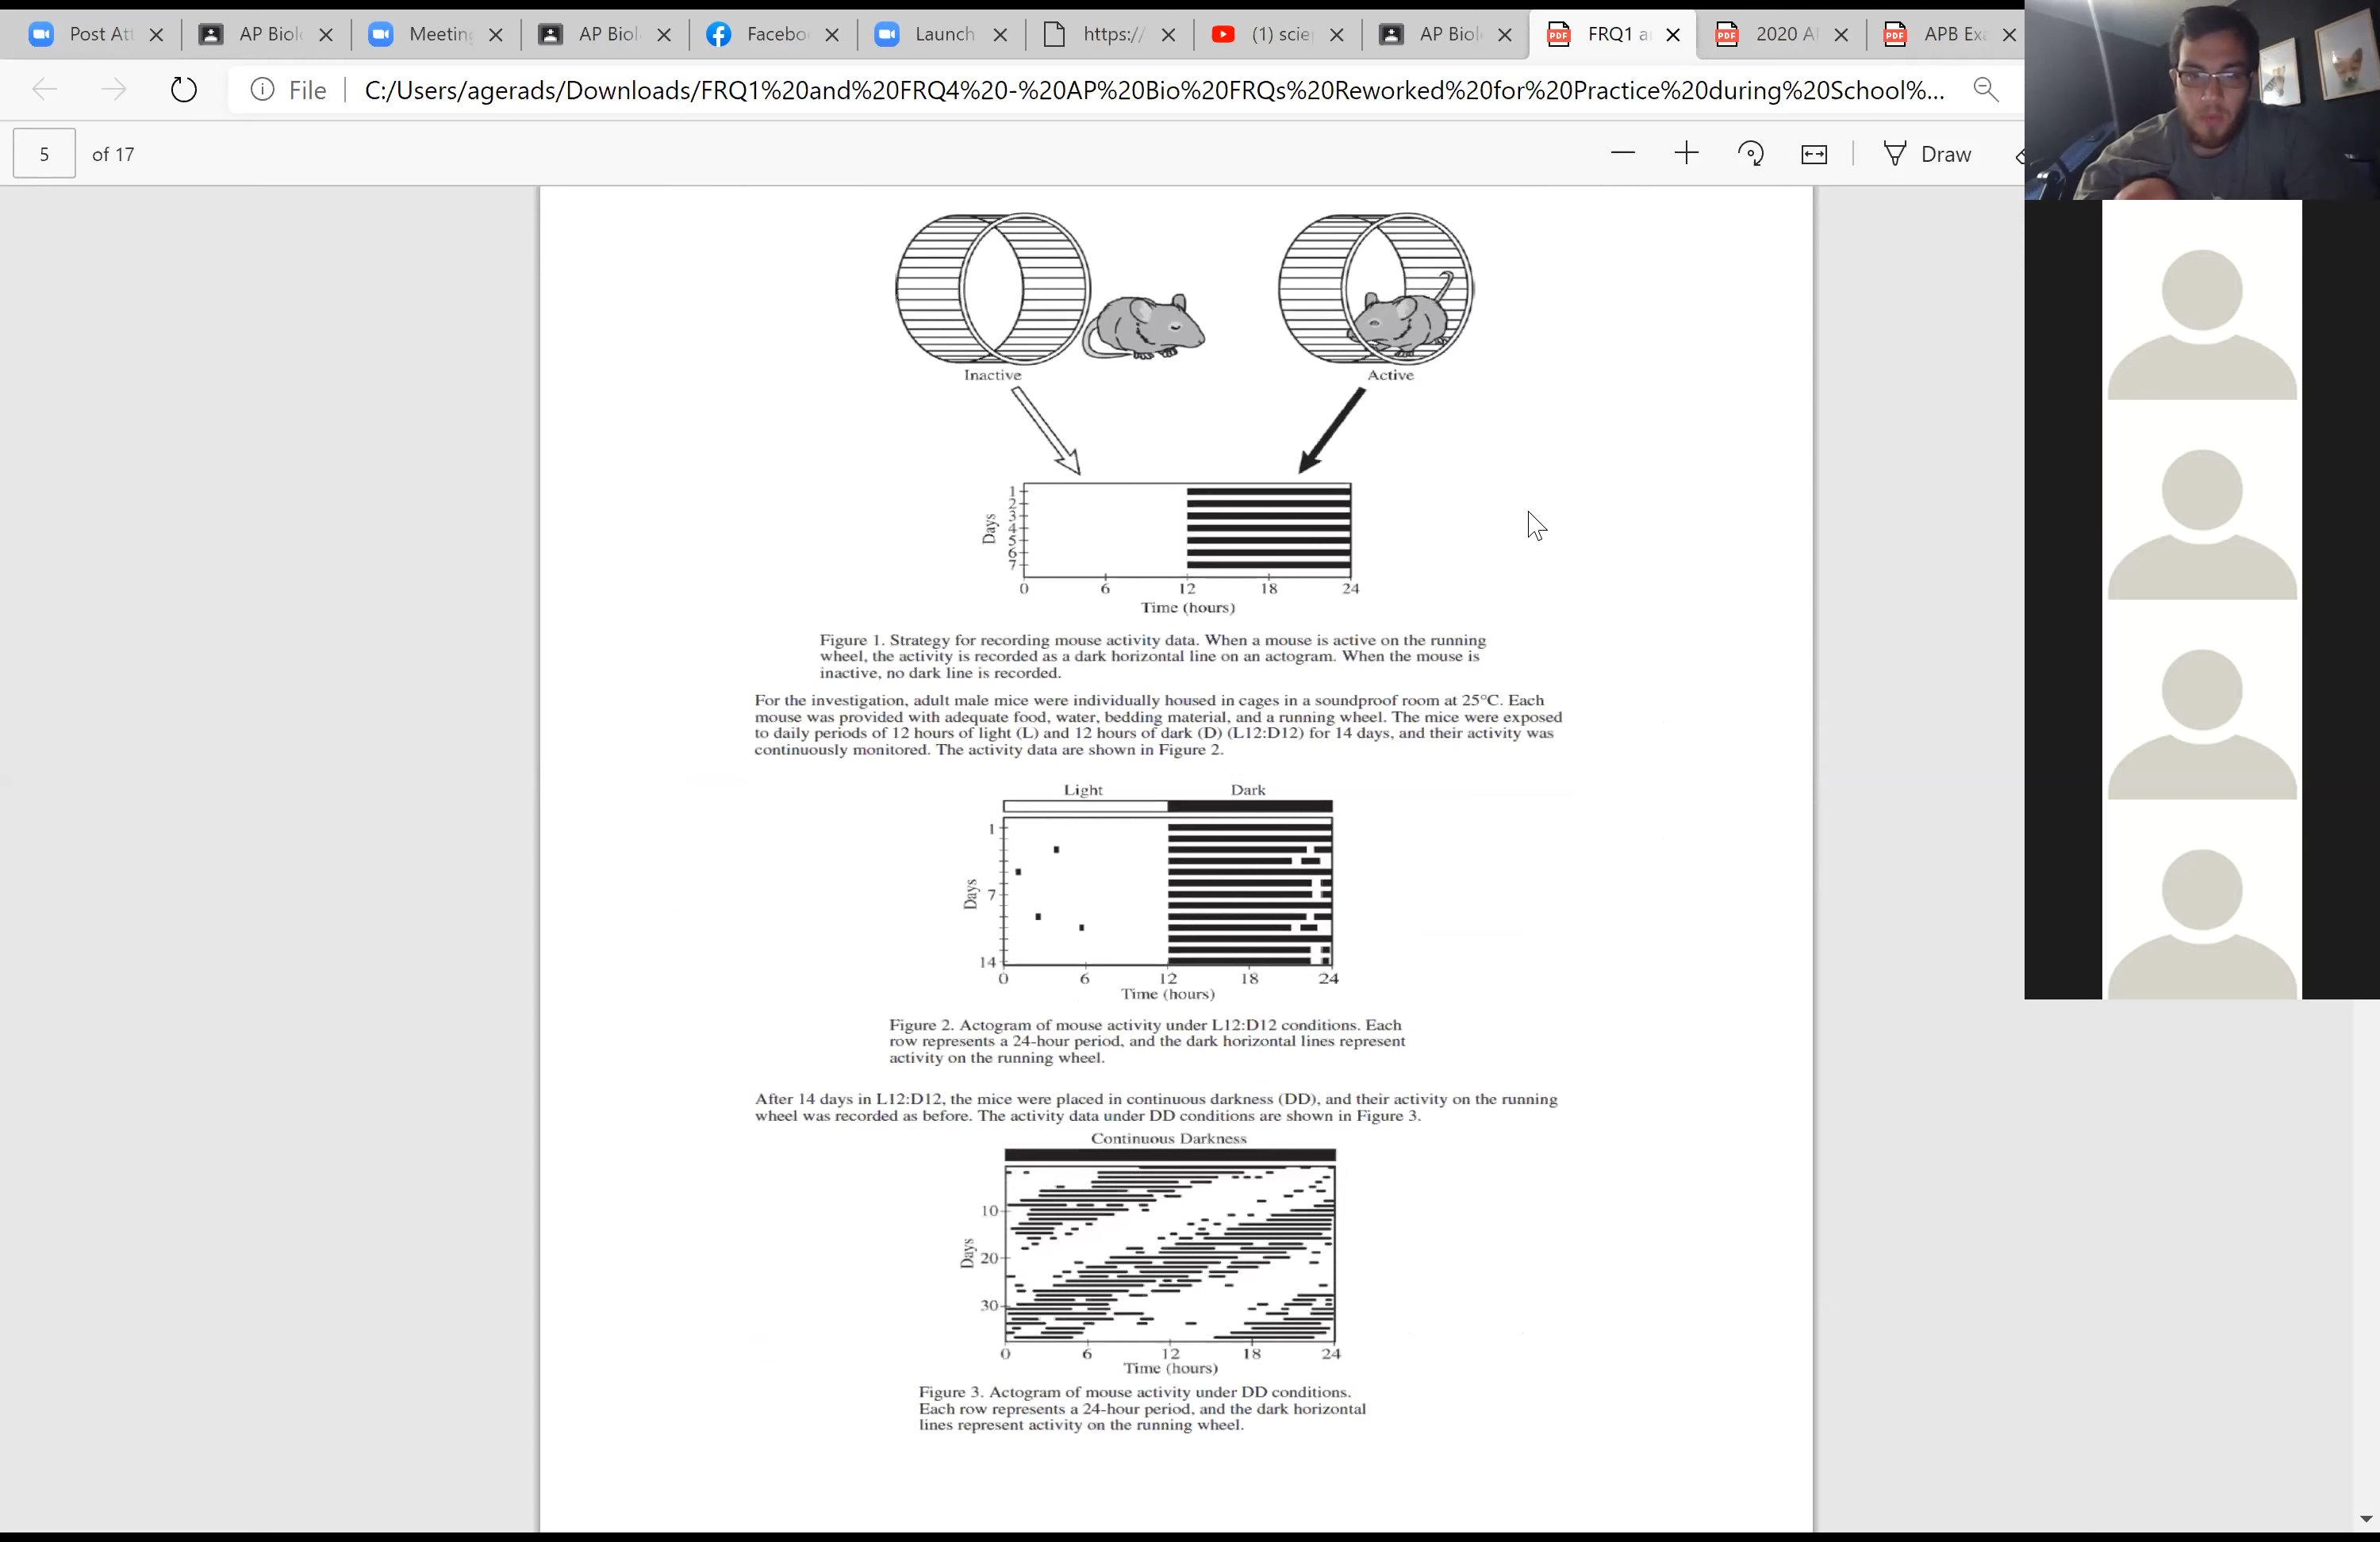 Post Att
AP Biol
Meeting
AP Biol
Facebo
Launch
https://
(1) scie
AP Biol
FRQ1 a
2020 A
APB Exa
File
C:/Users/agerads/Downloads/FRQ1%20and%20FRQ4%20-%20AP%20Bio%20FRQs%20Reworked%20for%20Practice%20during%20School%...
5 of 17
Draw
Inactive
Active
Days
1
2
3
4
5
6
7
0 6 12 18 24
Time (hours)
Figure 1. Strategy for recording mouse activity data. When a mouse is active on the running
wheel, the activity is recorded as a dark horizontal line on an actogram. When the mouse is
inactive, no dark line is recorded.
For the investigation, adult male mice were individually housed in cages in a soundproof room at 25°C. Each
mouse was provided with adequate food, water, bedding material, and a running wheel. The mice were exposed
to daily periods of 12 hours of light (L) and 12 hours of dark (D) (L12:D12) for 14 days, and their activity was
continuously monitored. The activity data are shown in Figure 2.
Light Dark
Days
1
7
14
0 6 12 18 24
Time (hours)
Figure 2. Actogram of mouse activity under L12:D12 conditions. Each
row represents a 24-hour period, and the dark horizontal lines represent
activity on the running wheel.
After 14 days in L12:D12, the mice were placed in continuous darkness (DD), and their activity on the running
wheel was recorded as before. The activity data under DD conditions are shown in Figure 3.
Continuous Darkness
Days
10
20
30
0 6 12 18 24
Time (hours)
Figure 3. Actogram of mouse activity under DD conditions.
Each row represents a 24-hour period, and the dark horizontal
lines represent activity on the running wheel.